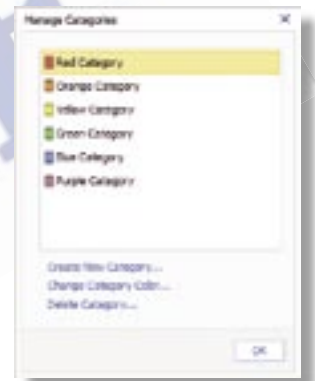 Manage Categories
Red Category
Orange Category
Yellow Category
Green Category
Blue Category
Purple Category
Create New Category...
Change Category Color...
Delete Category...
OK